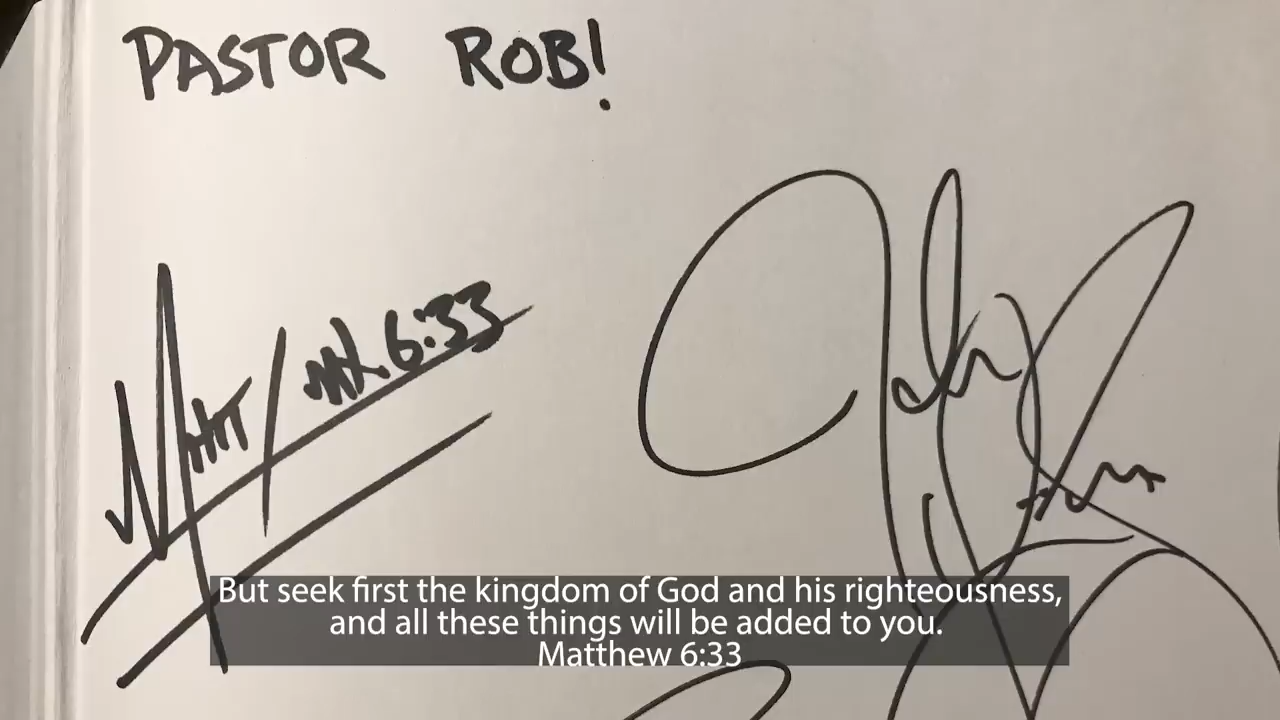 PASTOR ROB!
Matt / Mt. 6:33
But seek first the kingdom of God and his righteousness,
and all these things will be added to you.
Matthew 6:33